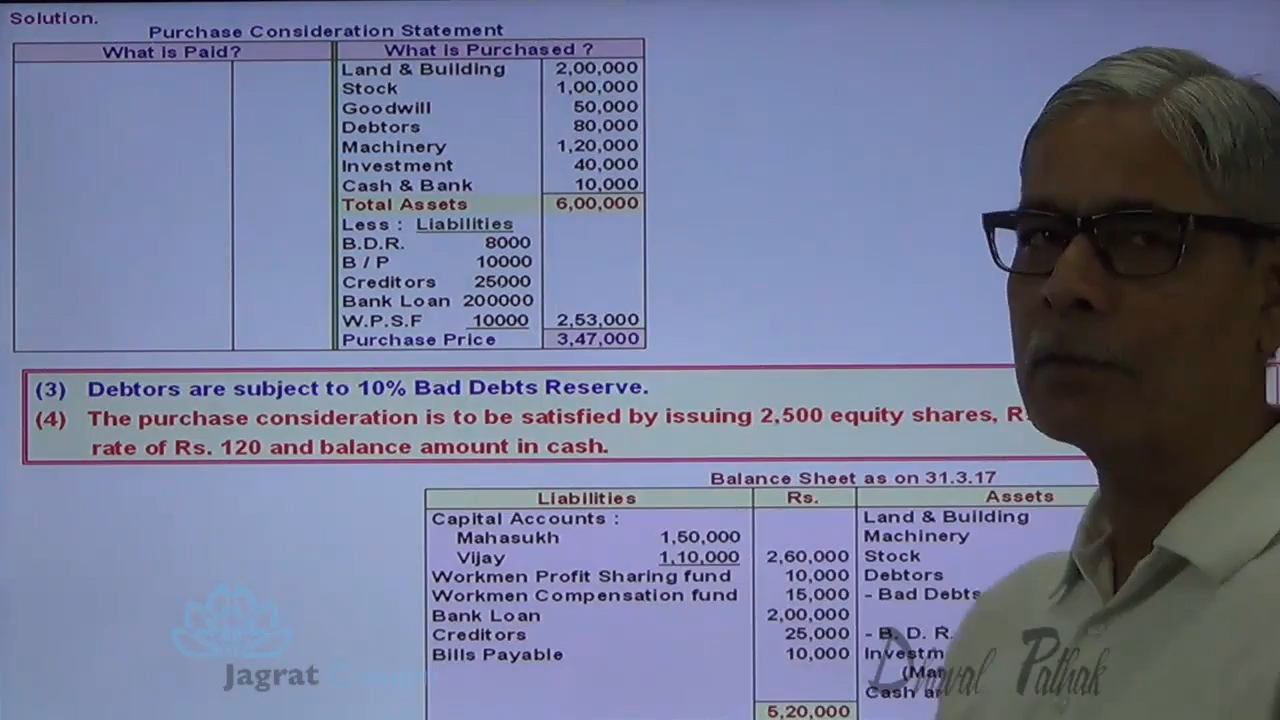 Solution.
Purchase Consideration Statement
What is Paid? What is Purchased ?
Land & Building 2,00,000
Stock 1,00,000
Goodwill 50,000
Debtors 80,000
Machinery 1,20,000
Investment 40,000
Cash & Bank 10,000
Total Assets 6,00,000
Less : Liabilities
B.D.R. 8000
B / P 10000
Creditors 25000
Bank Loan 200000
W.P.S.F 10000 2,53,000
Purchase Price 3,47,000
(3) Debtors are subject to 10% Bad Debts Reserve.
(4) The purchase consideration is to be satisfied by issuing 2,500 equity shares,
rate of Rs. 120 and balance amount in cash.
Balance Sheet as on 31.3.17
Liabilities Rs. Assets
Capital Accounts : Land & Building
Mahasukh 1,50,000 Machinery
Vijay 1,10,000 2,60,000 Stock
Workmen Profit Sharing fund 10,000 Debtors
Workmen Compensation fund 15,000 - Bad Debts
Bank Loan 2,00,000
Creditors 25,000 - B. D. R.
Bills Payable 10,000
Cash
5,20,000
Jagrat
Dhawal Pathak